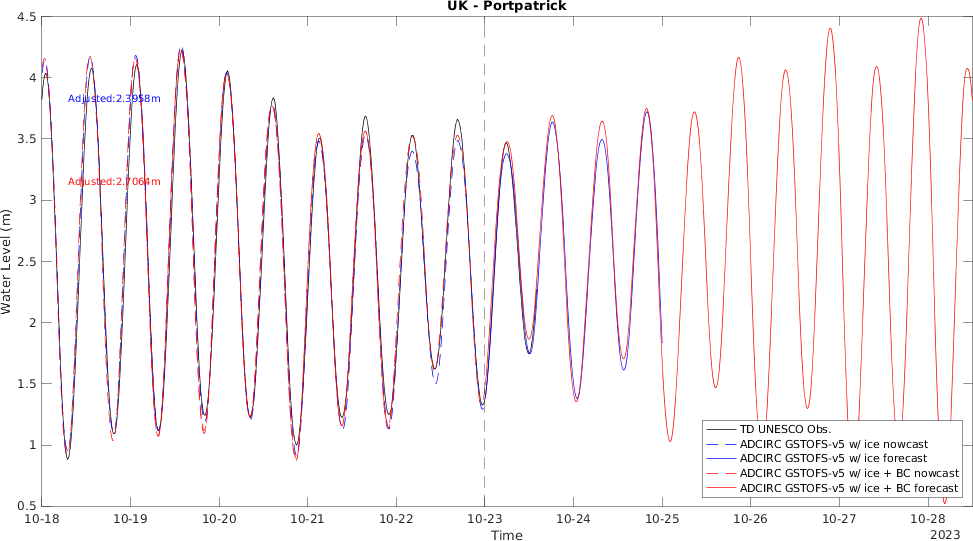 UK - Portpatrick
4.5
4
3.5
3
2.5
2
1.5
1
0.5
Water Level (m)
Adjusted:2.3958m
Adjusted:2.7064m
TD UNESCO Obs.
ADCIRC GSTOFS-v5 w/ ice nowcast
ADCIRC GSTOFS-v5 w/ ice forecast
ADCIRC GSTOFS-v5 w/ ice + BC nowcast
ADCIRC GSTOFS-v5 w/ ice + BC forecast
10-18 10-19 10-20 10-21 10-22 10-23 10-24 10-25 10-26 10-27 10-28
2023
Time